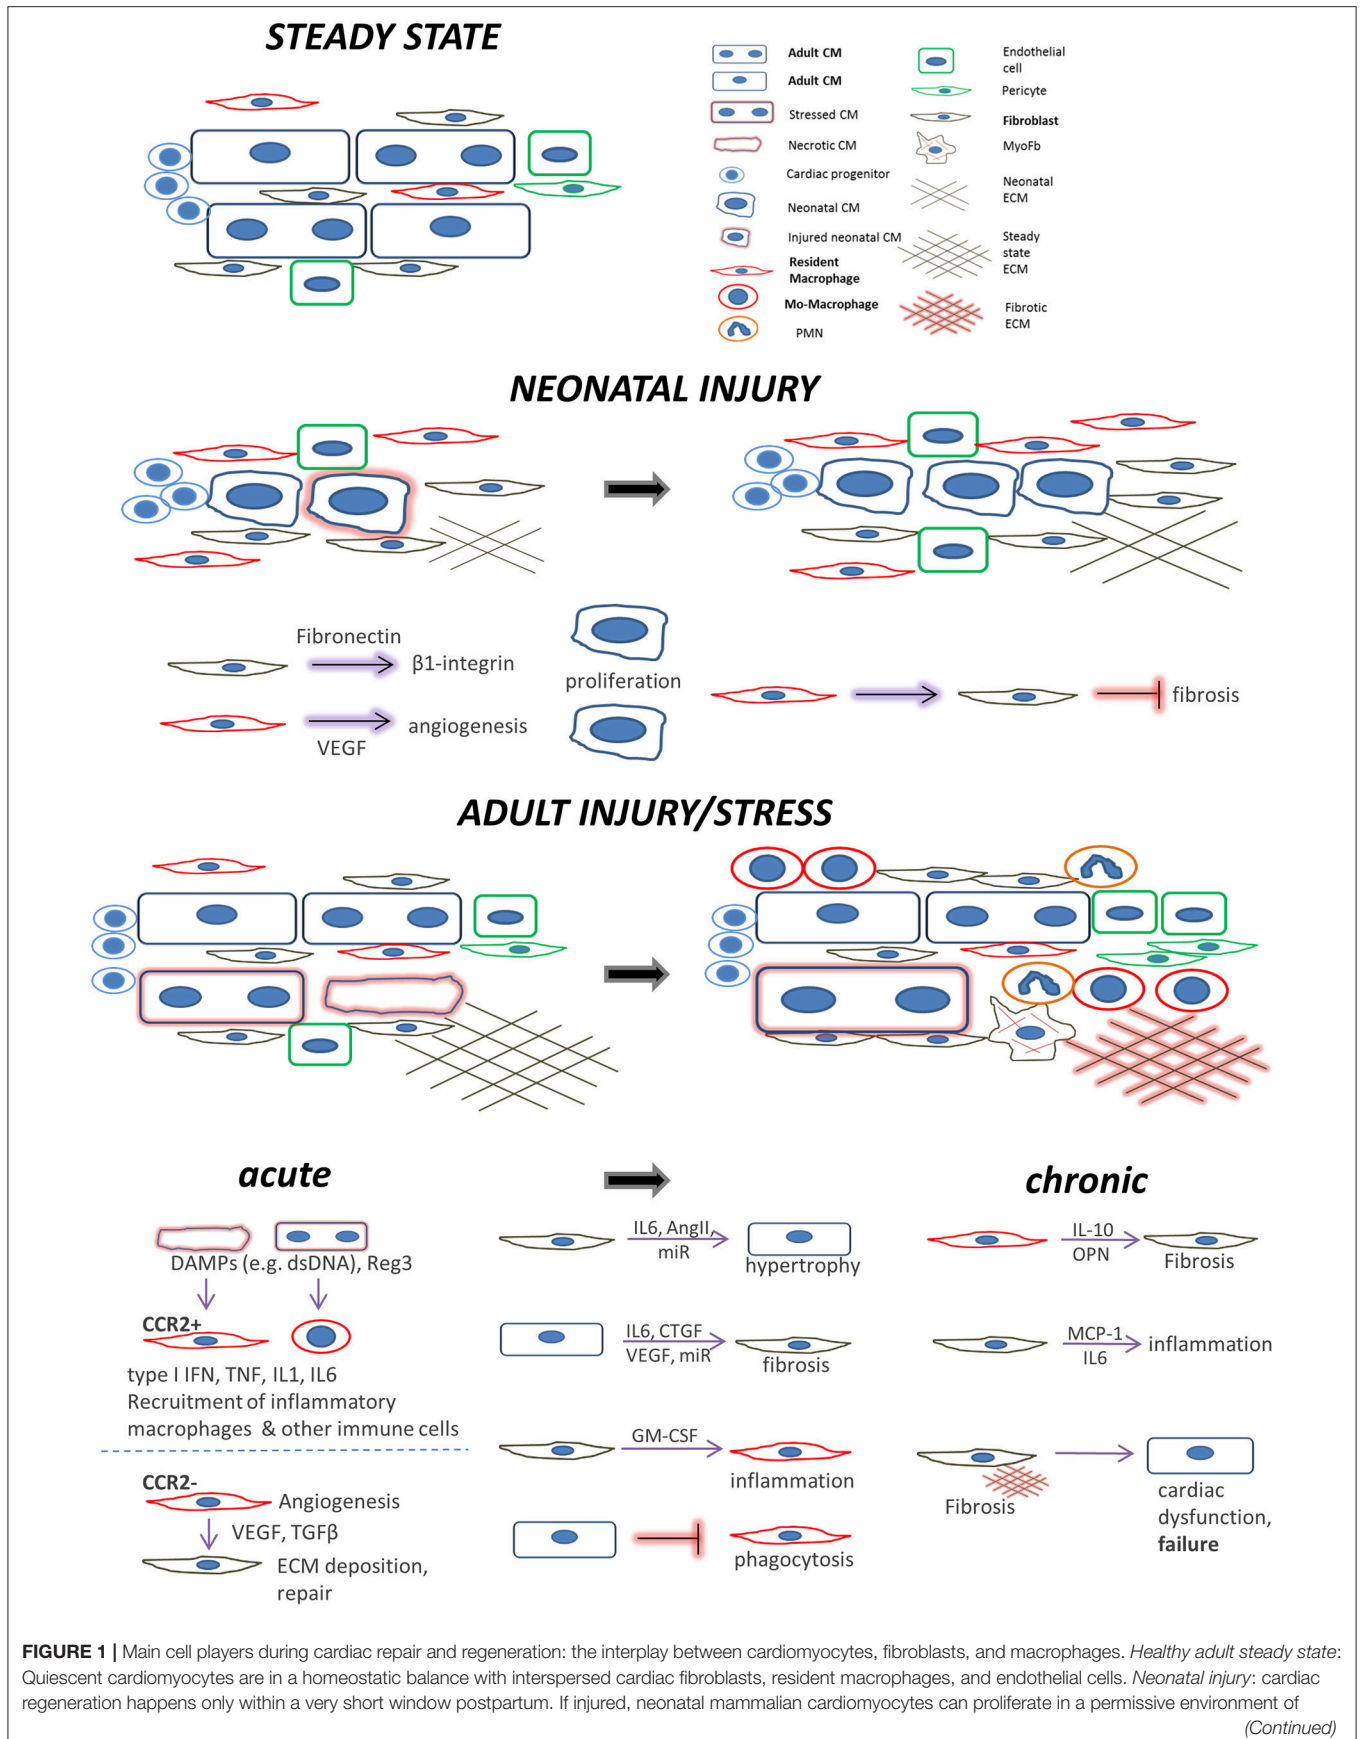 STEADY STATE
Adult CM
Adult CM
Stressed CM
Necrotic CM
Cardiac progenitor
Neonatal CM
Injured neonatal CM
Resident
Macrophage
Mo-Macrophage
PMN
Endothelial
cell
Pericyte
Fibroblast
MyoFb
Neonatal
ECM
Steady
state
ECM
Fibrotic
ECM
NEONATAL INJURY
Fibronectin
β1-integrin
angiogenesis
VEGF
proliferation
fibrosis
ADULT INJURY/STRESS
acute
chronic
DAMPs (e.g. dsDNA), Reg3
CCR2+
type I IFN, TNF, IL1, IL6
Recruitment of inflammatory
macrophages & other immune cells
CCR2-
Angiogenesis
VEGF, TGFβ
ECM deposition,
repair
IL6, AngII,
miR
hypertrophy
IL6, CTGF
VEGF, miR
fibrosis
GM-CSF
inflammation
phagocytosis
IL-10
OPN
Fibrosis
MCP-1
IL6
inflammation
Fibrosis
cardiac
dysfunction,
failure
FIGURE 1 | Main cell players during cardiac repair and regeneration: the interplay between cardiomyocytes, fibroblasts, and macrophages. Healthy adult steady state:
Quiescent cardiomyocytes are in a homeostatic balance with interspersed cardiac fibroblasts, resident macrophages, and endothelial cells. Neonatal injury: cardiac
regeneration happens only within a very short window postpartum. If injured, neonatal mammalian cardiomyocytes can proliferate in a permissive environment of
(Continued)